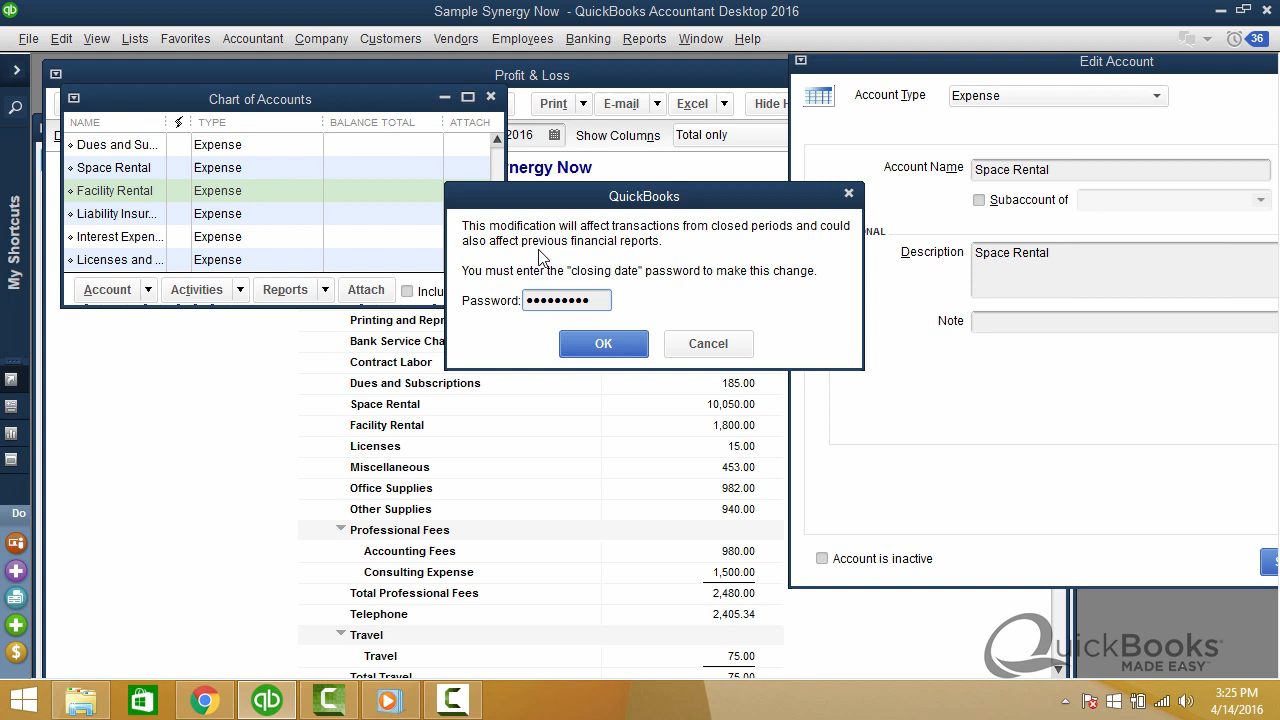 Sample Synergy Now - QuickBooks Accountant Desktop 2016
File Edit View Lists Favorites Accountant Company Customers Vendors Employees Banking Reports Window Help
36
My Shortcuts
Do
Profit & Loss
Print E-mail Excel Hide H
2016 Show Columns Total only
nergy Now
Chart of Accounts
NAME TYPE BALANCE TOTAL ATTACH
Dues and Su... Expense
Space Rental Expense
Facility Rental Expense
Liability Insur... Expense
Interest Expen... Expense
Licenses and ... Expense
Account Activities Reports Attach Inclu
Edit Account
Account Type Expense
Account Name Space Rental
Subaccount of
ONAL
Description Space Rental
Note
Account is inactive
S
QuickBooks
This modification will affect transactions from closed periods and could
also affect previous financial reports.
You must enter the "closing date" password to make this change.
Password: •••••••••
OK Cancel
Printing and Repr
Bank Service Cha
Contract Labor
Dues and Subscriptions 185.00
Space Rental 10,050.00
Facility Rental 1,800.00
Licenses 15.00
Miscellaneous 453.00
Office Supplies 982.00
Other Supplies 940.00
Professional Fees
Accounting Fees 980.00
Consulting Expense 1,500.00
Total Professional Fees 2,480.00
Telephone 2,405.34
Travel
Travel 75.00
Total Travel 75.00
QuickBooks
MADE EASY™
3:25 PM
4/14/2016